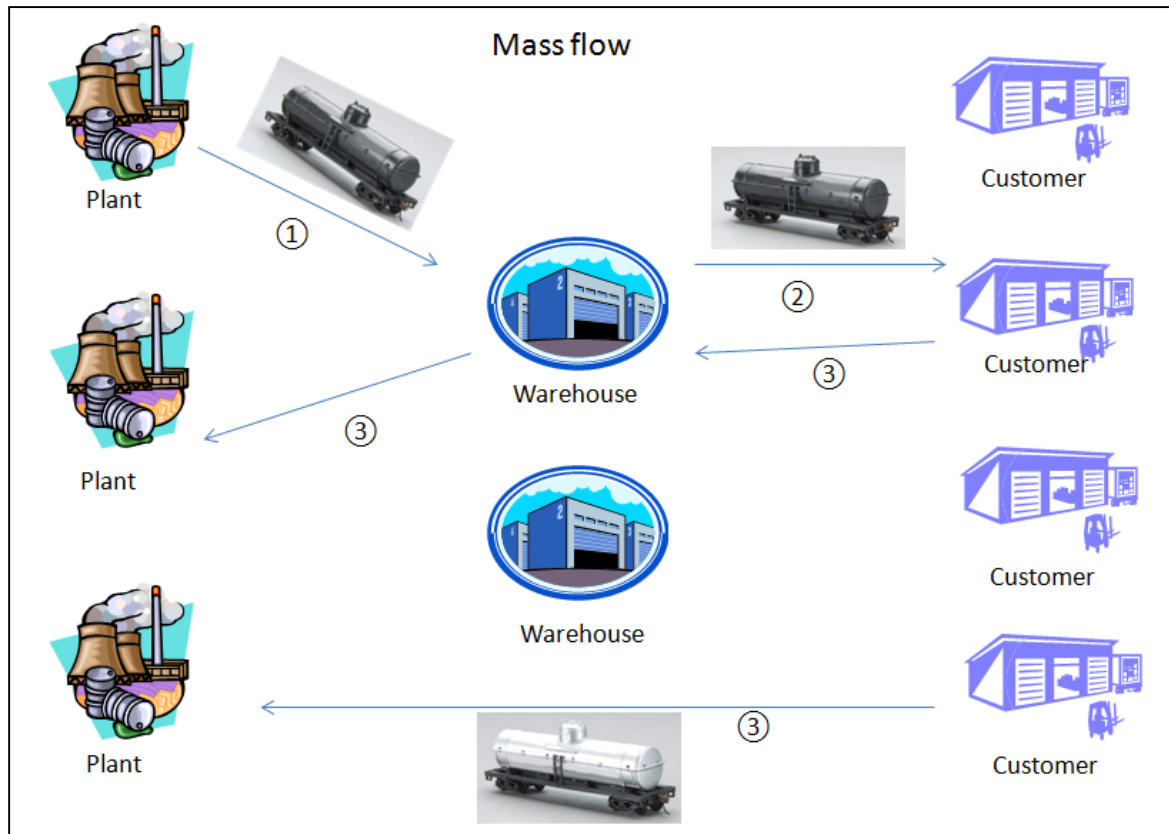 Mass flow
Plant
①
Customer
②
Warehouse
③
Customer
③
Plant
Customer
Warehouse
③
Plant
Customer